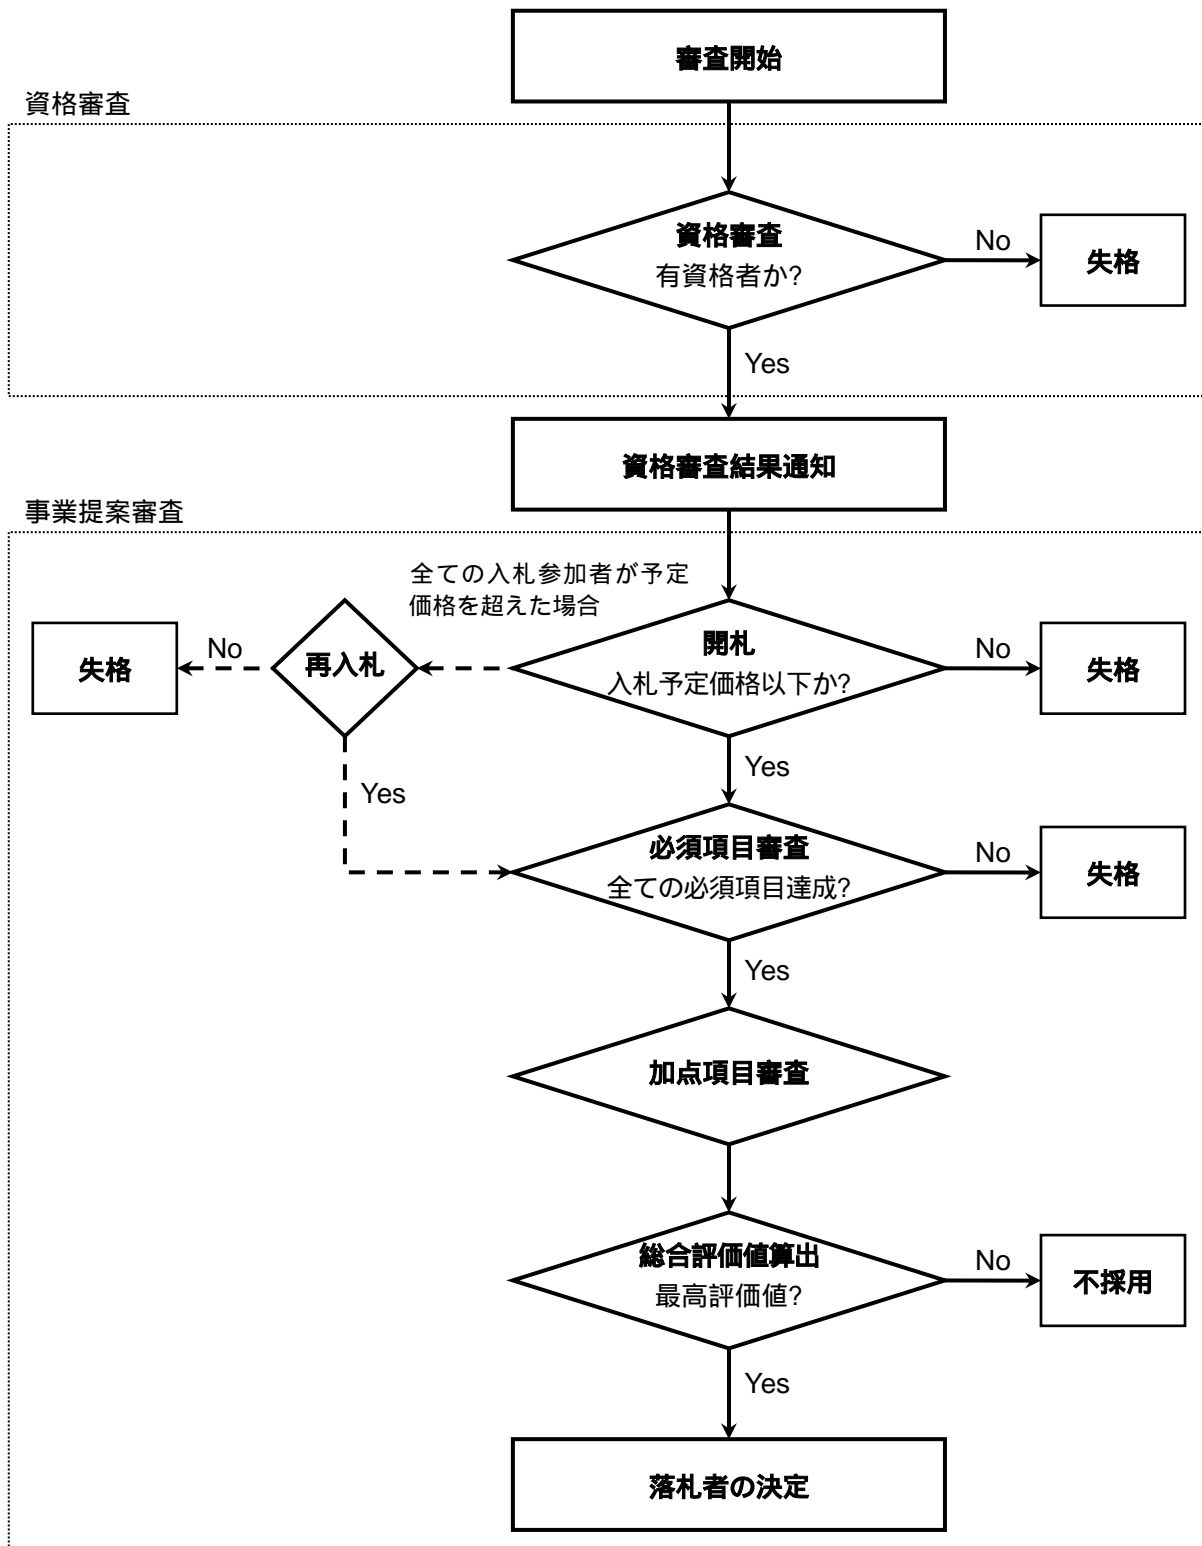 審査開始
資格審査
資格審査
有資格者か?
No
失格
Yes
資格審査結果通知
事業提案審査
全ての入札参加者が予定
価格を超えた場合
開札
入札予定価格以下か?
No
失格
再入札
No
失格
Yes
Yes
必須項目審査
全ての必須項目達成?
No
失格
Yes
加点項目審査
総合評価値算出
最高評価値?
No
不採用
Yes
落札者の決定